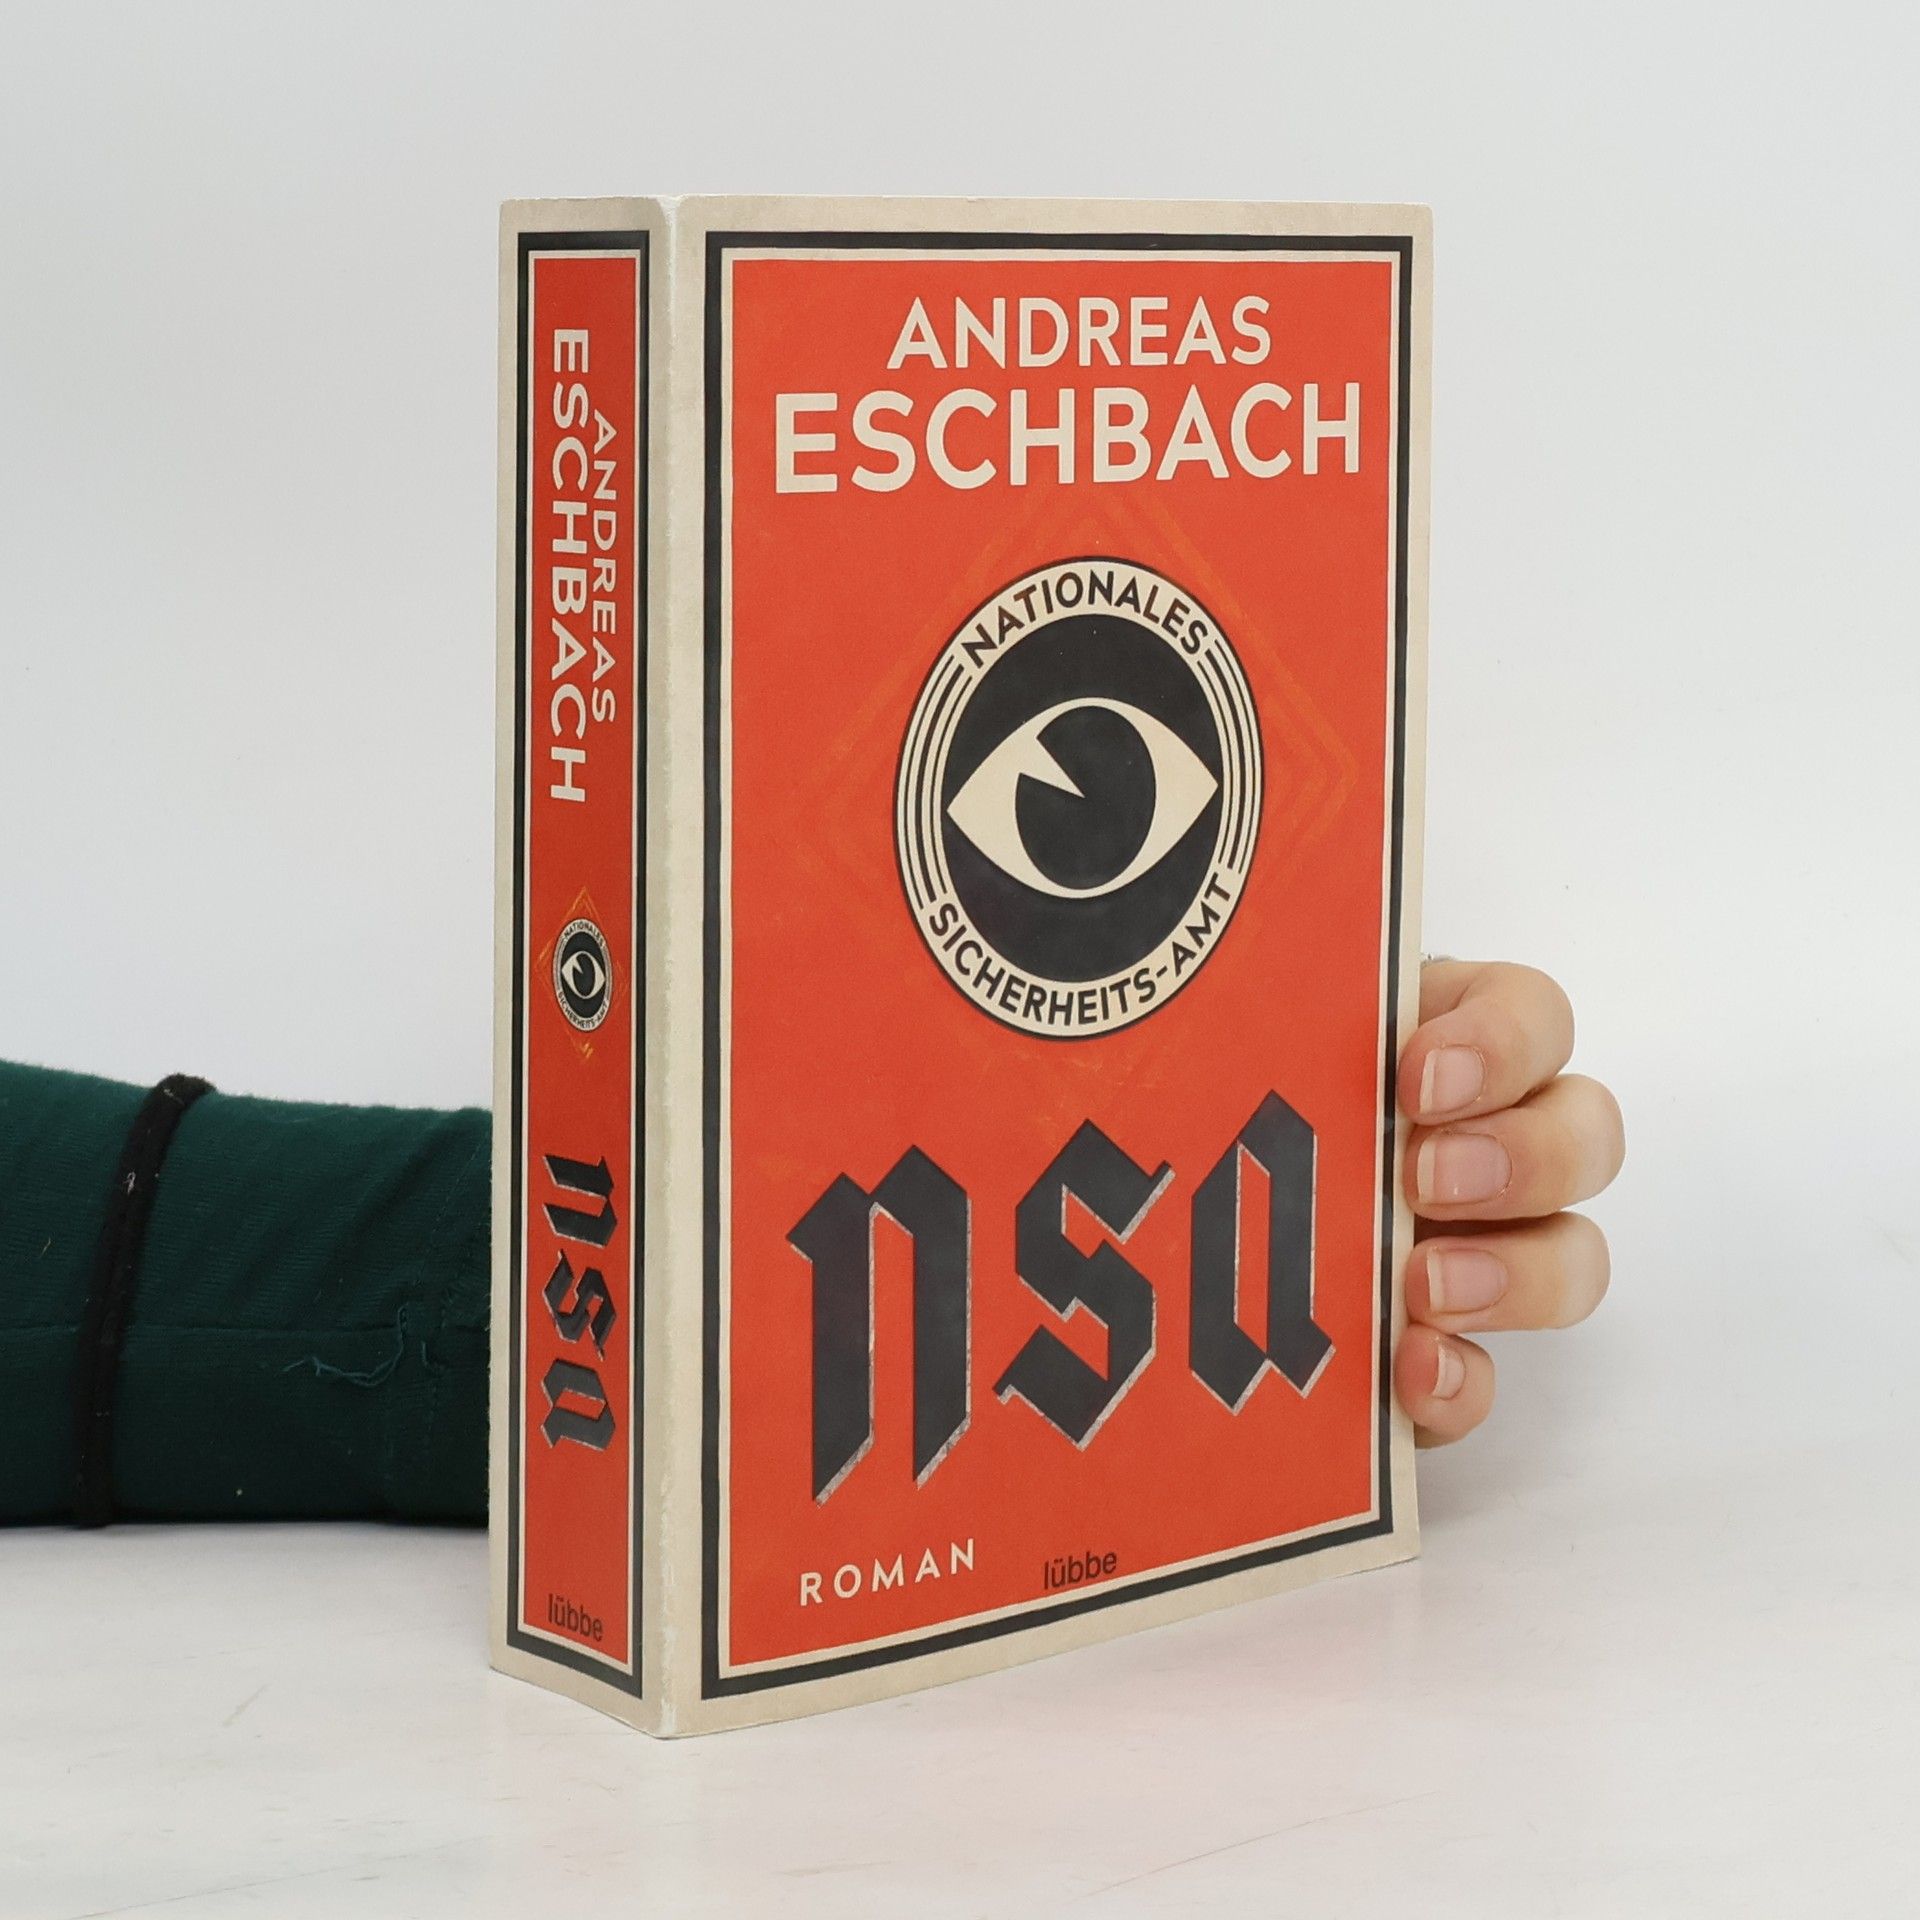 ANDREAS
ESCHBACH
NATIONALES
SICHERHEITS-AMT
nsa
lübbe
ANDREAS
ESCHBACH
NATIONALES
SICHERHEITS-AMT
nsa
ROMAN
lübbe